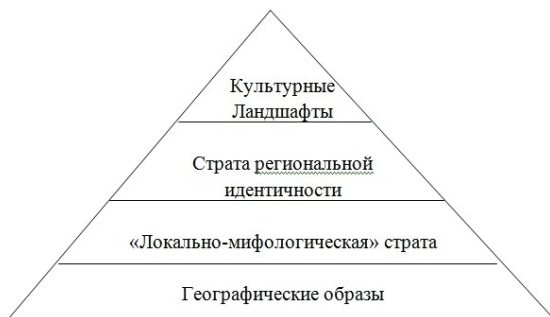 Культурные
Ландшафты
Страта региональной
идентичности
«Локально-мифологическая» страта
Географические образы